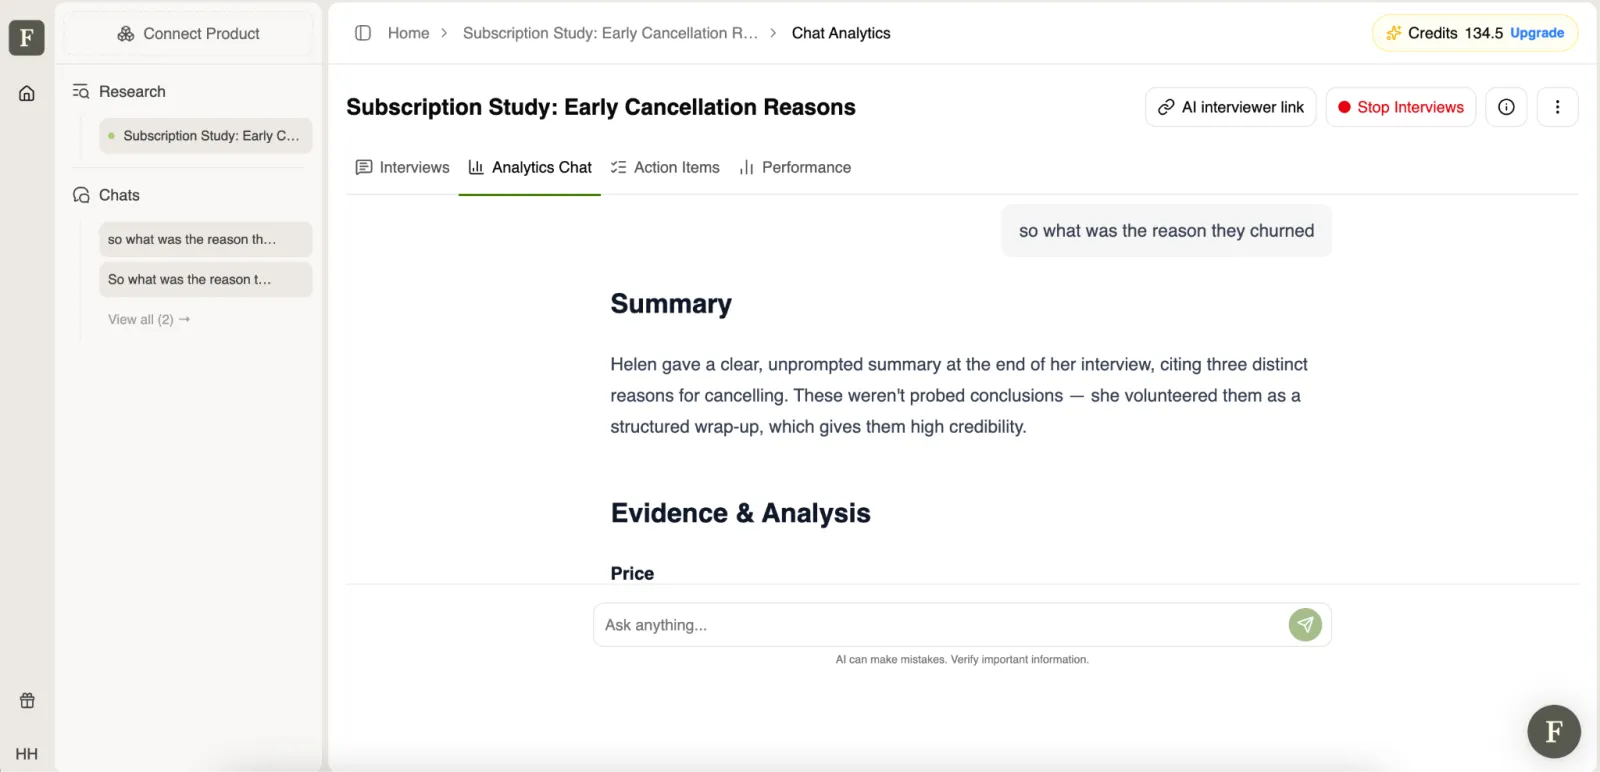 F
Connect Product
Home > Subscription Study: Early Cancellation R... > Chat Analytics
Credits 134.5 Upgrade
Research
Subscription Study: Early C...
Chats
so what was the reason th...
So what was the reason t...
View all (2) →
HH
Subscription Study: Early Cancellation Reasons
AI interviewer link
Stop Interviews
Interviews
Analytics Chat
Action Items
Performance
so what was the reason they churned
Summary
Helen gave a clear, unprompted summary at the end of her interview, citing three distinct
reasons for cancelling. These weren't probed conclusions — she volunteered them as a
structured wrap-up, which gives them high credibility.
Evidence & Analysis
Price
Ask anything...
AI can make mistakes. Verify important information.
F